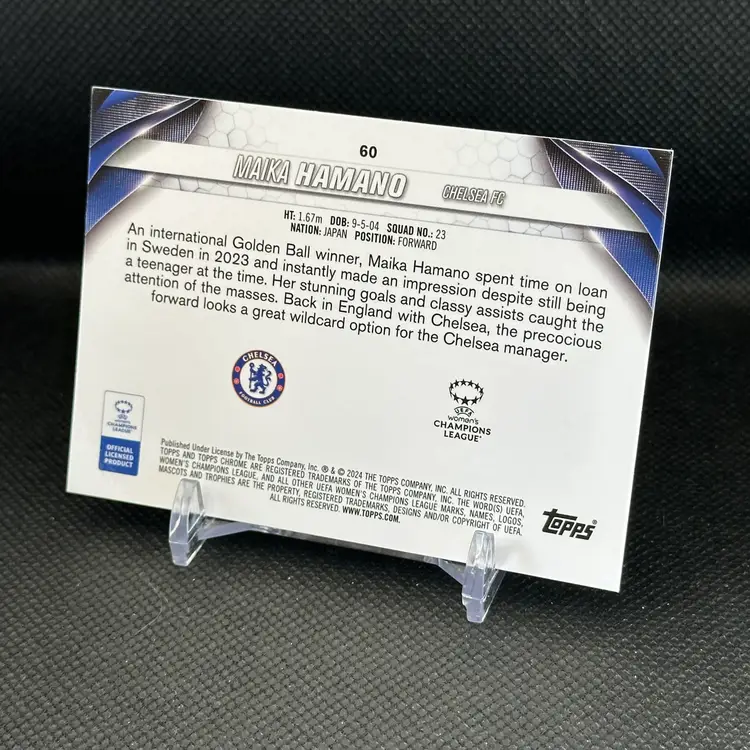 60
MAIKA HAMANO CHELSEA FC
HT: 1.67m DOB: 9-5-04 SQUAD NO.: 23
NATION: JAPAN POSITION: FORWARD
An international Golden Ball winner, Maika Hamano spent time on loan
in Sweden in 2023 and instantly made an impression despite still being
a teenager at the time. Her stunning goals and classy assists caught the
attention of the masses. Back in England with Chelsea, the precocious
forward looks a great wildcard option for the Chelsea manager.
CHELSEA
FOOTBALL CLUB
UEFA
women's
CHAMPIONS
LEAGUE
UEFA
women's
CHAMPIONS
LEAGUE
OFFICIAL
LICENSED
PRODUCT
Published Under License by The Topps Company, Inc. ® & © 2024 THE TOPPS COMPANY, INC. ALL RIGHTS RESERVED.
TOPPS AND TOPPS CHROME ARE REGISTERED TRADEMARKS OF THE TOPPS COMPANY, INC. THE WORD(S) UEFA,
WOMEN'S CHAMPIONS LEAGUE, AND ALL OTHER UEFA WOMEN'S CHAMPIONS LEAGUE MARKS, NAMES, LOGOS,
MASCOTS AND TROPHIES ARE THE PROPERTY, REGISTERED TRADEMARKS, DESIGNS AND/OR COPYRIGHT OF UEFA.
ALL RIGHTS RESERVED. WWW.TOPPS.COM.
TOPPS®